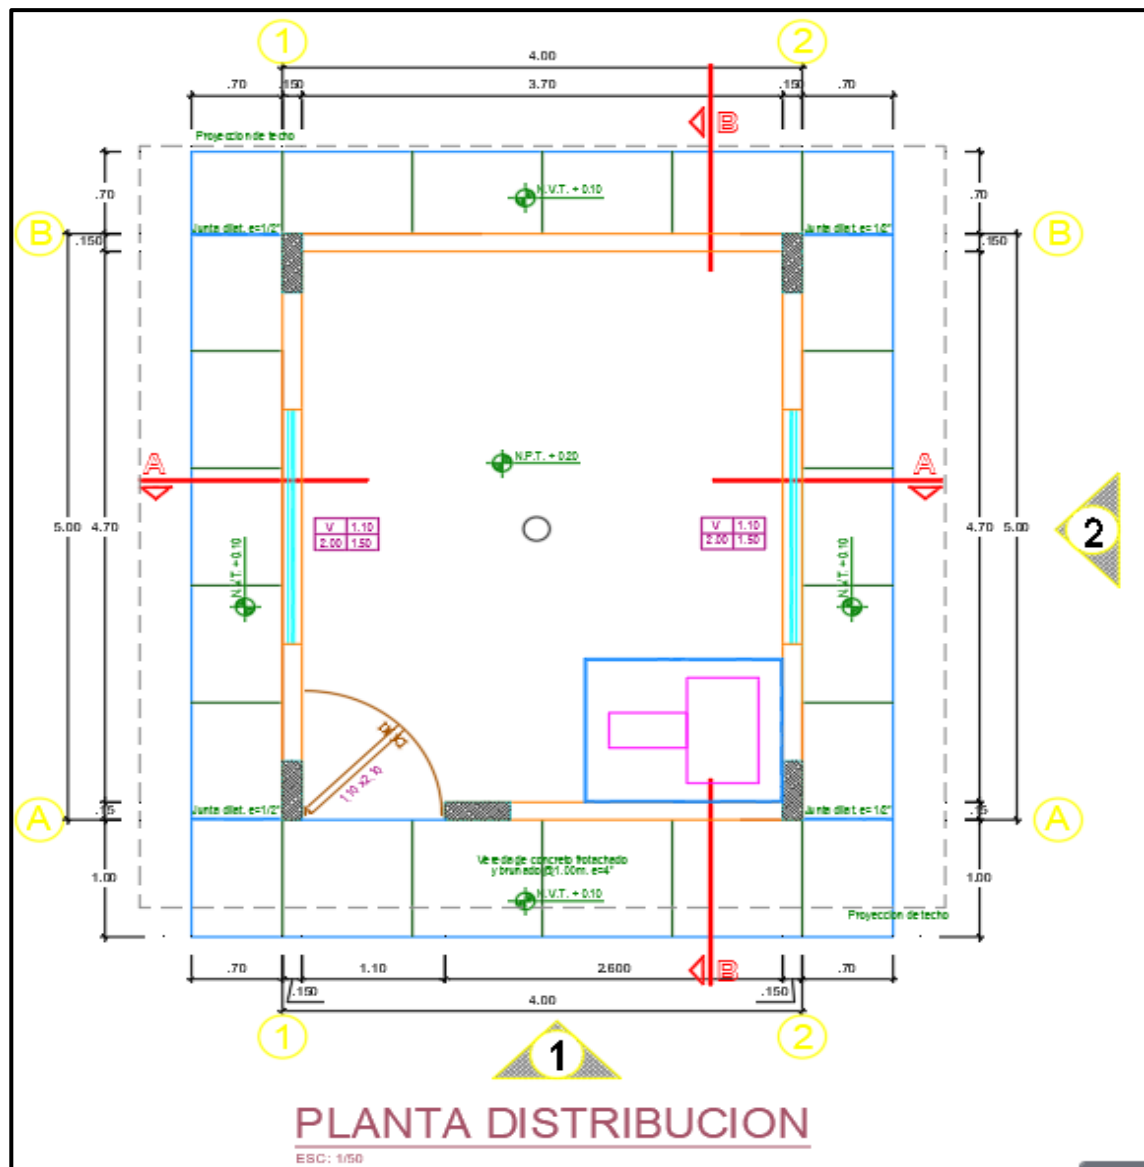 1
2
4.00
.70
.150
3.70
.150
.70
B
Proyeccion de techo
.70
N.V.T. + 0.10
.70
B
Junta dilat. e=1/2"
Junta dilat. e=1/2"
B
.150
.150
A
N.P.T. + 0.20
A
5.00
4.70
V 1.10
2.00 1.50
V 1.10
2.00 1.50
4.70
5.00
2
N.V.T. + 0.10
N.V.T. + 0.10
1.10 x2.10
.15
Junta dilat. e=1/2"
Junta dilat. e=1/2"
.15
A
A
1.00
Vereda de concreto frotachado
y brunado @1.00m. e=4"
N.V.T. + 0.10
1.00
Proyeccion de techo
.70
1.10
2.600
B
.70
.150
4.00
.150
1
1
2
PLANTA DISTRIBUCION
ESC: 1/50